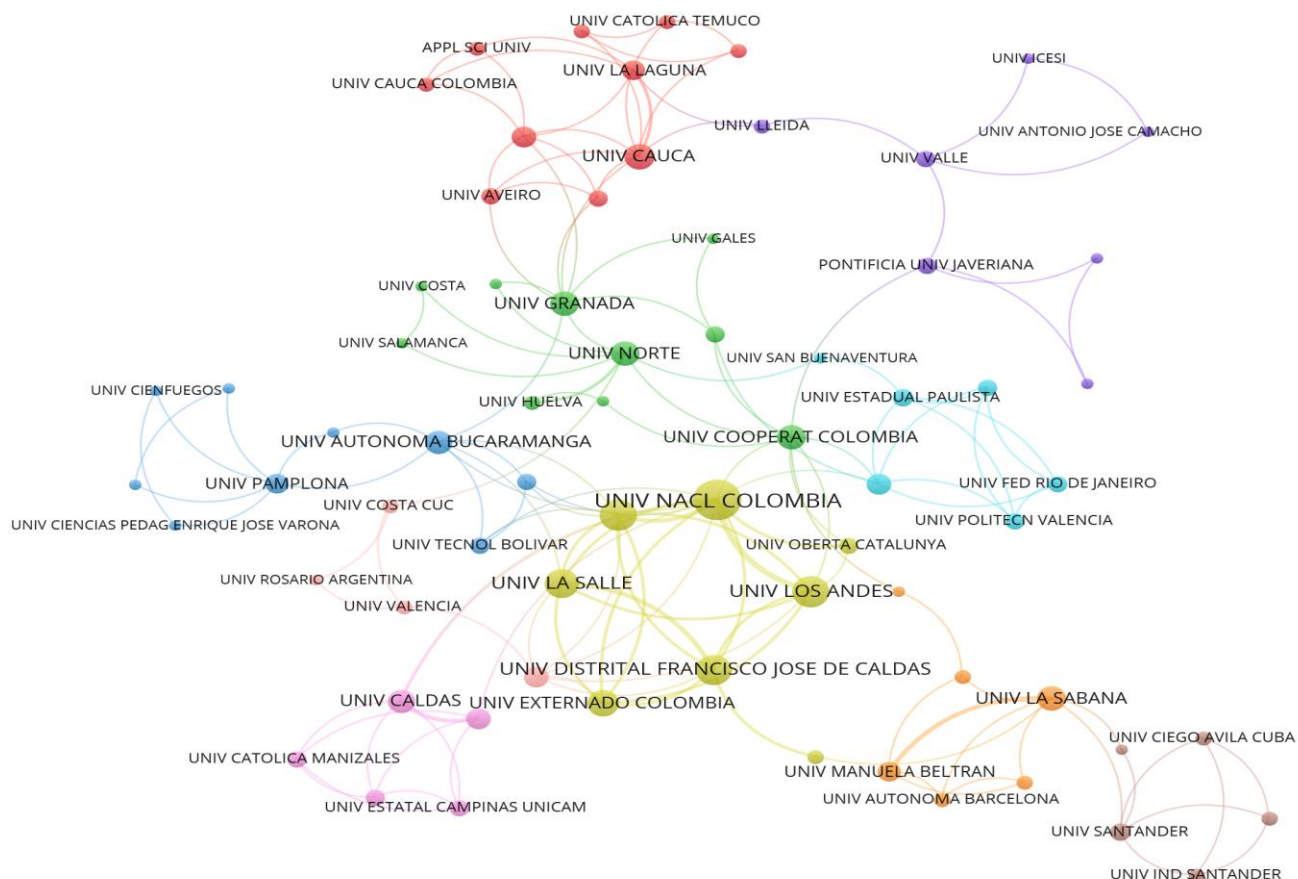 UNIV CATOLICA TEMUCO
APPL SCI UNIV
UNIV LA LAGUNA
UNIV CAUCA COLOMBIA
UNIV ICESI
UNIV LLEIDA
UNIV ANTONIO JOSE CAMACHO
UNIV CAUCA
UNIV VALLE
UNIV AVEIRO
UNIV GALES
PONTIFICIA UNIV JAVERIANA
UNIV COSTA
UNIV GRANADA
UNIV SALAMANCA
UNIV NORTE
UNIV SAN BUENAVENTURA
UNIV CIENFUEGOS
UNIV ESTADUAL PAULISTA
UNIV HUELVA
UNIV AUTONOMA BUCARAMANGA
UNIV COOPERAT COLOMBIA
UNIV PAMPLONA
UNIV FED RIO DE JANEIRO
UNIV COSTA CUC
UNIV NACL COLOMBIA
UNIV CIENCIAS PEDAG ENRIQUE JOSE VARONA
UNIV POLITECN VALENCIA
UNIV TECNOL BOLIVAR
UNIV OBERTA CATALUNYA
UNIV ROSARIO ARGENTINA
UNIV LA SALLE
UNIV LOS ANDES
UNIV VALENCIA
UNIV DISTRITAL FRANCISCO JOSE DE CALDAS
UNIV CALDAS
UNIV EXTERNADO COLOMBIA
UNIV LA SABANA
UNIV CIEGO AVILA CUBA
UNIV CATOLICA MANIZALES
UNIV MANUELA BELTRAN
UNIV AUTONOMA BARCELONA
UNIV ESTATAL CAMPINAS UNICAM
UNIV SANTANDER
UNIV IND SANTANDER